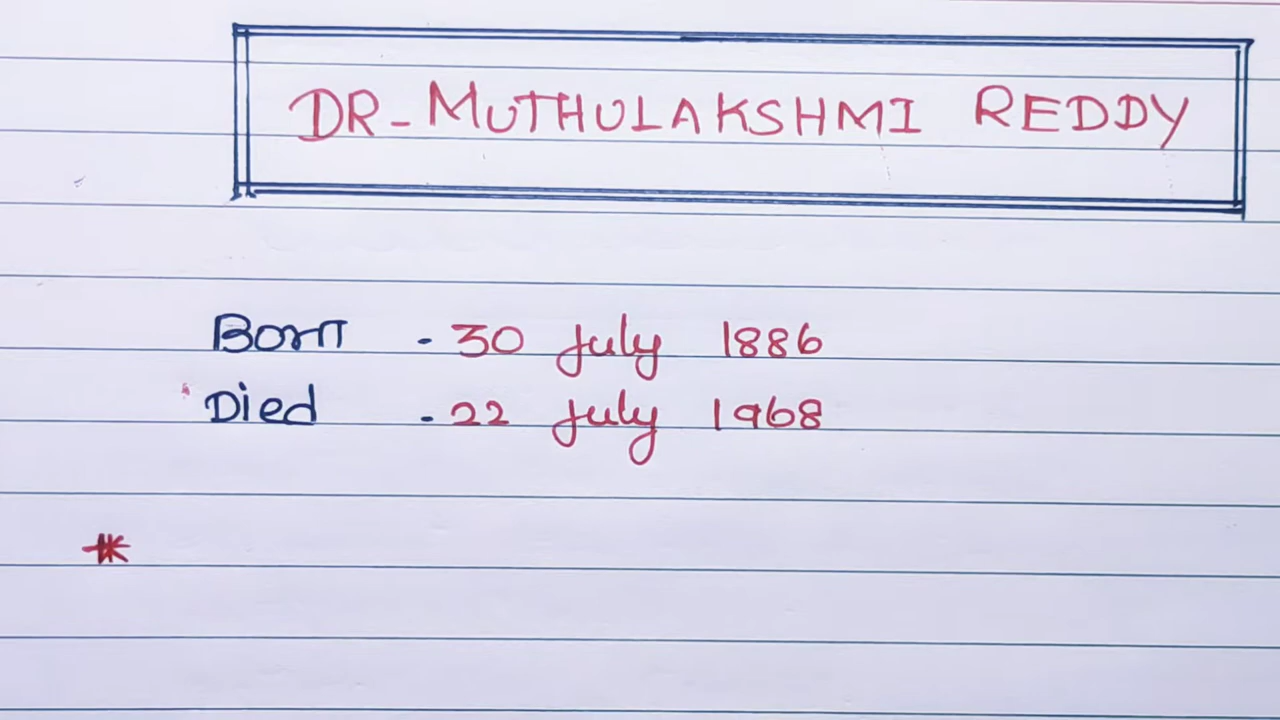 DR-MUTHULAKSHMI REDDY
Born - 30 July 1886
Died - 22 July 1968
*